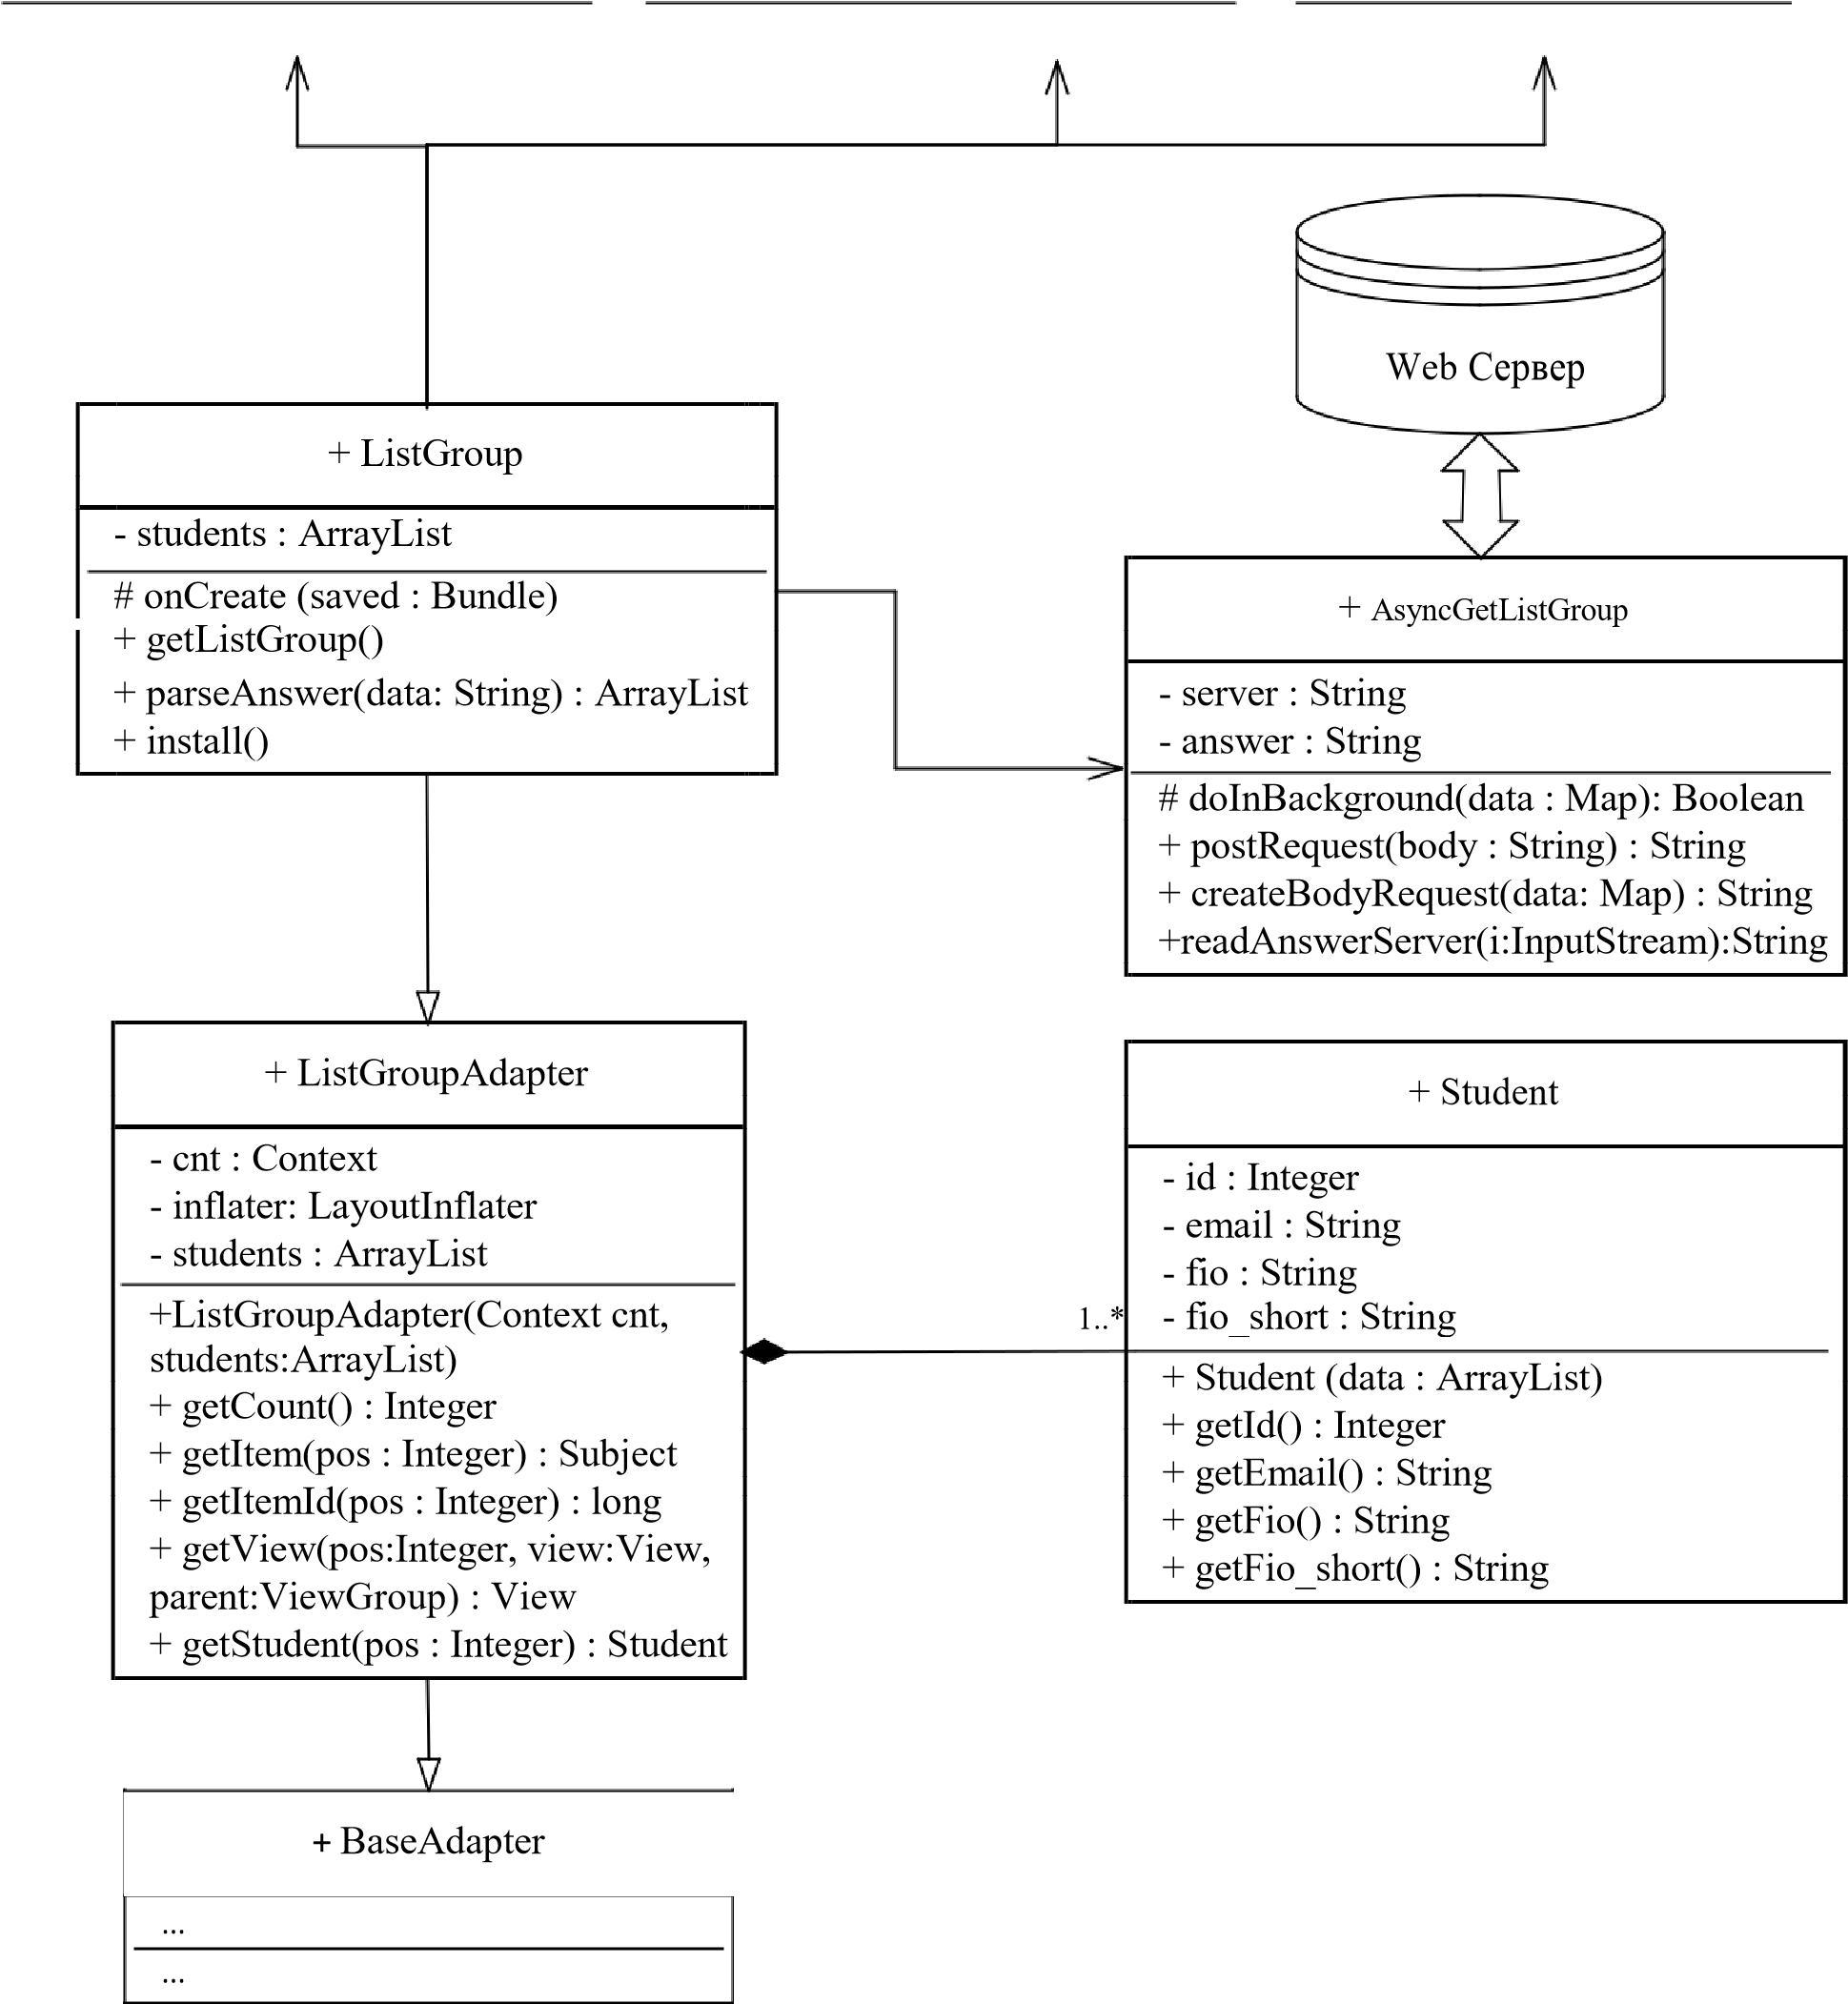 Web Сервер
+ ListGroup
- students : ArrayList
# onCreate (saved : Bundle)
+ getListGroup()
+ parseAnswer(data: String) : ArrayList
+ install()
+ AsyncGetListGroup
- server : String
- answer : String
# doInBackground(data : Map): Boolean
+ postRequest(body : String) : String
+ createBodyRequest(data: Map) : String
+readAnswerServer(i:InputStream):String
+ ListGroupAdapter
- cnt : Context
- inflater: LayoutInflater
- students : ArrayList
+ListGroupAdapter(Context cnt,
students:ArrayList)
+ getCount() : Integer
+ getItem(pos : Integer) : Subject
+ getItemId(pos : Integer) : long
+ getView(pos:Integer, view:View,
parent:ViewGroup) : View
+ getStudent(pos : Integer) : Student
1..*
+ Student
- id : Integer
- email : String
- fio : String
- fio_short : String
+ Student (data : ArrayList)
+ getId() : Integer
+ getEmail() : String
+ getFio() : String
+ getFio_short() : String
+ BaseAdapter
...
...